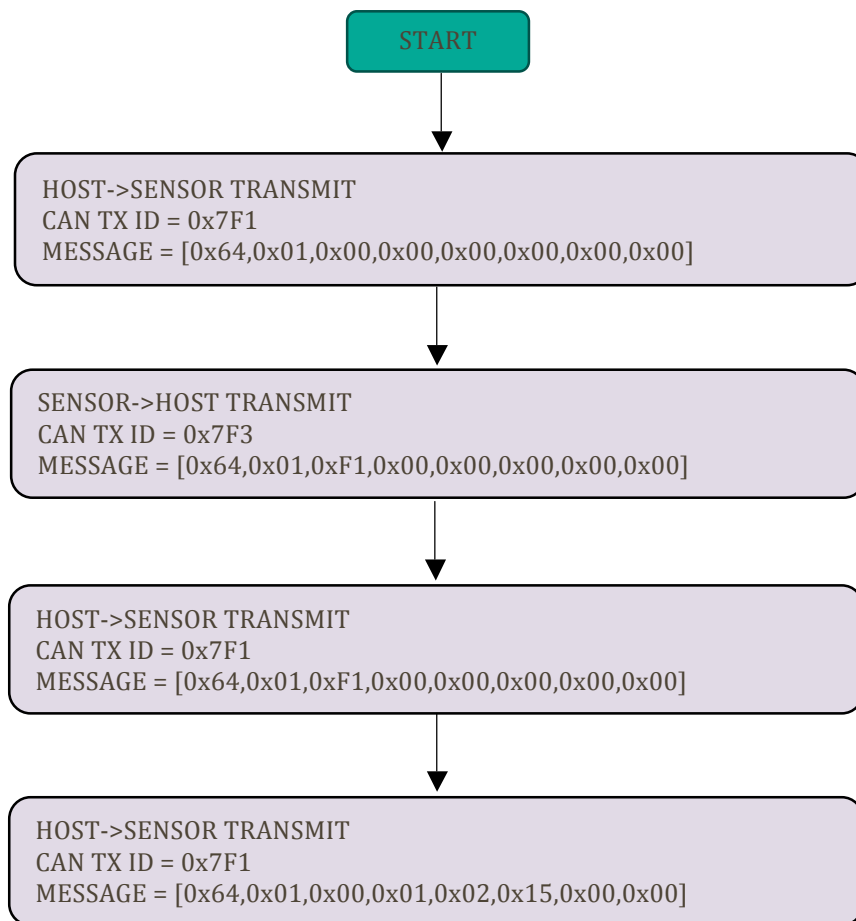 START
HOST->SENSOR TRANSMIT
CAN TX ID = 0x7F1
MESSAGE = [0x64,0x01,0x00,0x00,0x00,0x00,0x00,0x00]
SENSOR->HOST TRANSMIT
CAN TX ID = 0x7F3
MESSAGE = [0x64,0x01,0xF1,0x00,0x00,0x00,0x00,0x00]
HOST->SENSOR TRANSMIT
CAN TX ID = 0x7F1
MESSAGE = [0x64,0x01,0xF1,0x00,0x00,0x00,0x00,0x00]
HOST->SENSOR TRANSMIT
CAN TX ID = 0x7F1
MESSAGE = [0x64,0x01,0x00,0x01,0x02,0x15,0x00,0x00]